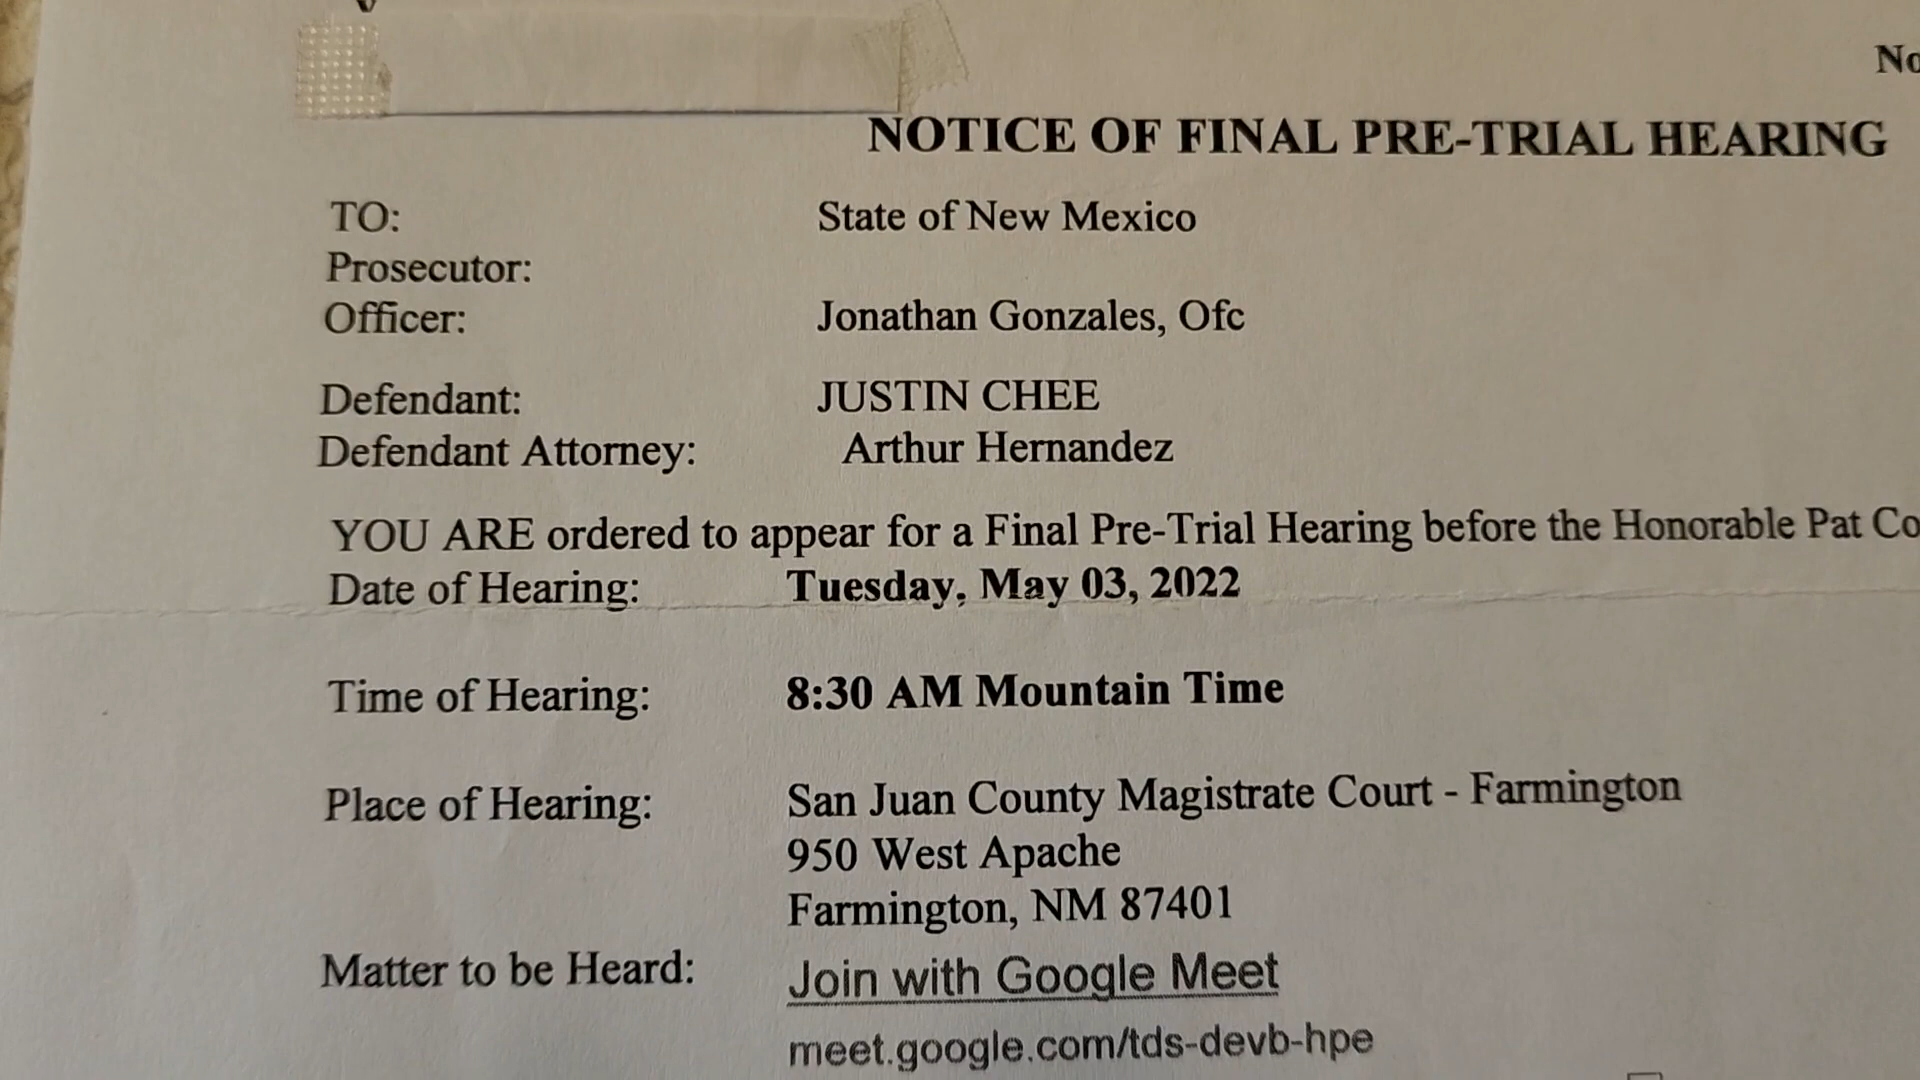 No
NOTICE OF FINAL PRE-TRIAL HEARING
TO: State of New Mexico
Prosecutor:
Officer: Jonathan Gonzales, Ofc
Defendant: JUSTIN CHEE
Defendant Attorney: Arthur Hernandez
YOU ARE ordered to appear for a Final Pre-Trial Hearing before the Honorable Pat Co
Date of Hearing: Tuesday, May 03, 2022
Time of Hearing: 8:30 AM Mountain Time
Place of Hearing: San Juan County Magistrate Court - Farmington
950 West Apache
Farmington, NM 87401
Matter to be Heard: Join with Google Meet
meet.google.com/tds-devb-hpe